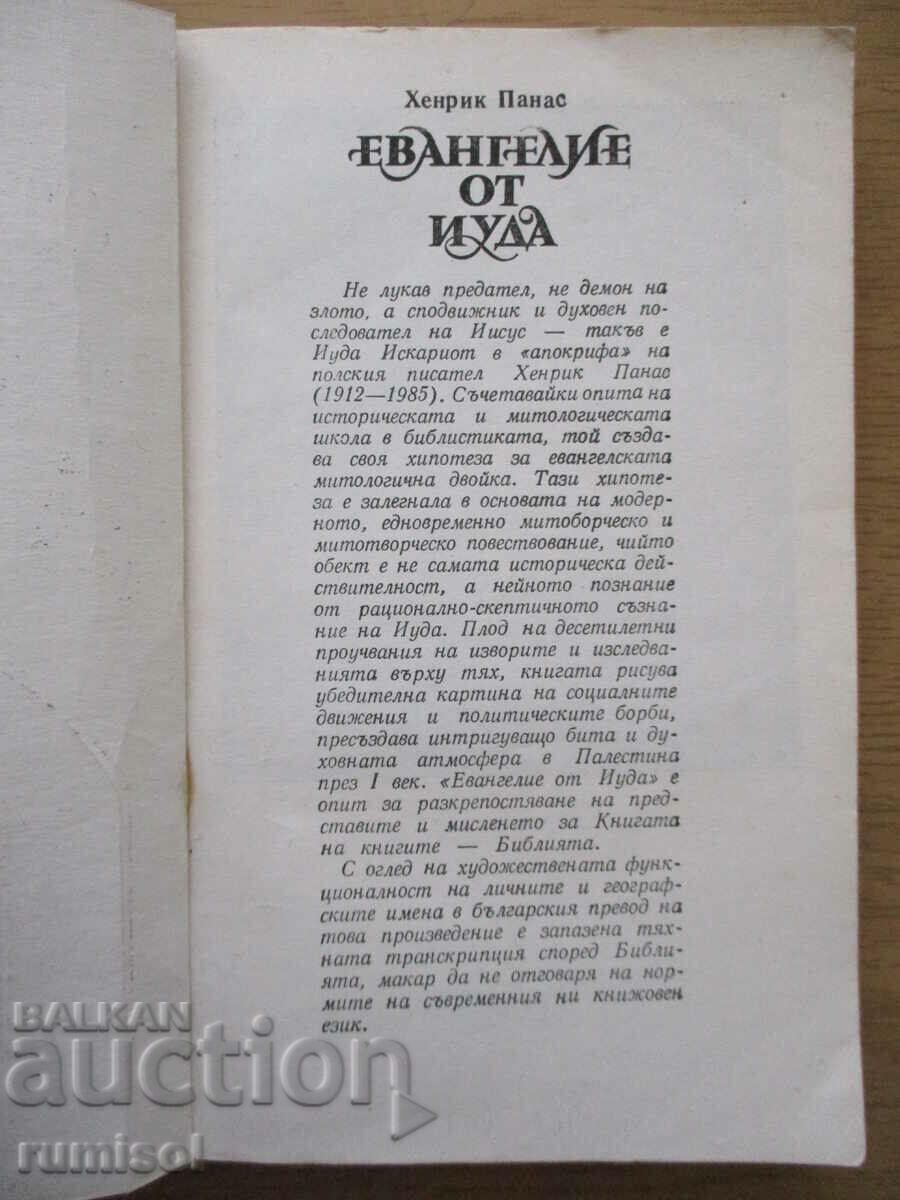 Хенрик Панас
ЕВАНГЕЛИЕ
ОТ
ИУДА
Не лукав предател, не демон на
злото, а сподвижник и духовен по-
следовател на Иисус — такъв е
Иуда Искариот в «апокрифа» на
полския писател Хенрик Панас
(1912—1985). Съчетавайки опита на
историческата и митологическата
школа в библистиката, той създа-
ва своя хипотеза за евангелската
митологична двойка. Тази хипоте-
за е залегнала в основата на модер-
ното, едновременно митоборческо и
митотворческо повествование, чийто
обект е не самата историческа дей-
ствителност, а нейното познание
от рационално-скептичното съзна-
ние на Иуда. Плод на десетилетни
проучвания на изворите и изследва-
нията върху тях, книгата рисува
убедителна картина на социалните
движения и политическите борби,
пресъздава интригуващо бита и ду-
ховната атмосфера в Палестина
през I век. «Евангелие от Иуда» е
опит за разкрепостяване на пред-
ставите и мисленето за Книгата
на книгите — Библията.
С оглед на художествената функ-
ционалност на личните и географ-
ските имена в българския превод на
това произведение е запазена тях-
ната транскрипция според Библи-
ята, макар да не отговаря на нор-
мите на съвременния ни книжовен
език.
BALKAN
auction
rumisol